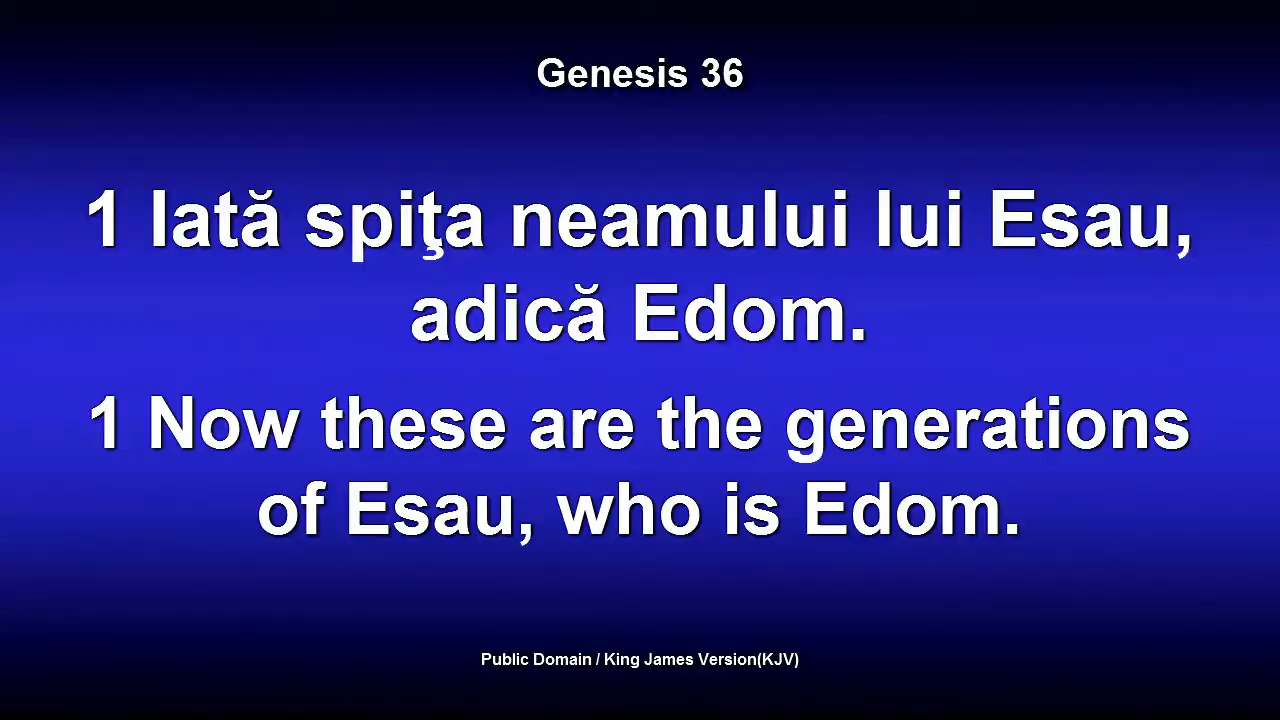 Genesis 36
1 Iată spiţa neamului lui Esau,
adică Edom.
1 Now these are the generations
of Esau, who is Edom.
Public Domain / King James Version(KJV)